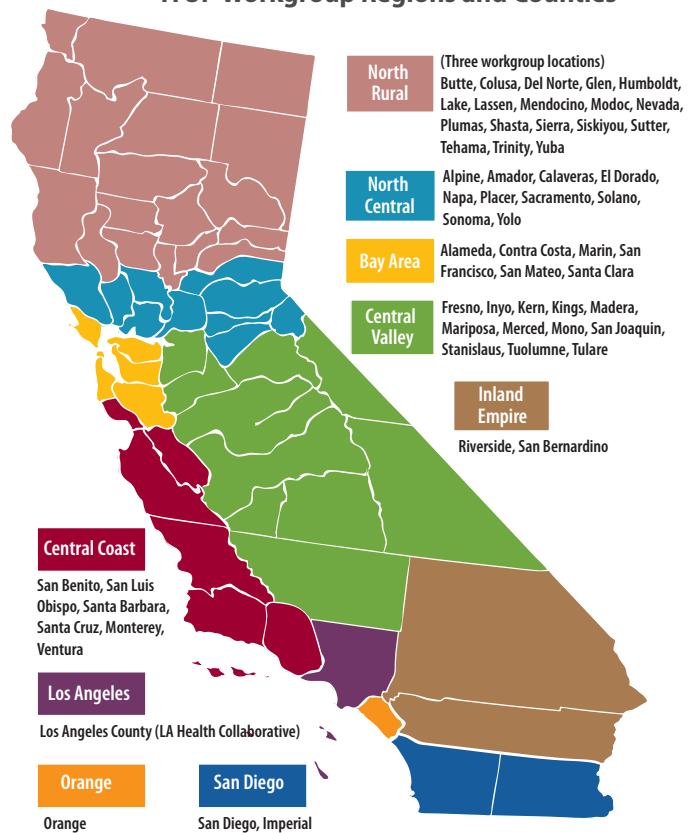 Workgroup Regions and Counties
North
Rural
(Three workgroup locations)
Butte, Colusa, Del Norte, Glen, Humboldt,
Lake, Lassen, Mendocino, Modoc, Nevada,
Plumas, Shasta, Sierra, Siskiyou, Sutter,
Tehama, Trinity, Yuba
North
Central
Alpine, Amador, Calaveras, El Dorado,
Napa, Placer, Sacramento, Solano,
Sonoma, Yolo
Bay Area
Alameda, Contra Costa, Marin, San
Francisco, San Mateo, Santa Clara
Central
Valley
Fresno, Inyo, Kern, Kings, Madera,
Mariposa, Merced, Mono, San Joaquin,
Stanislaus, Tuolumne, Tulare
Inland
Empire
Riverside, San Bernardino
Central Coast
San Benito, San Luis
Obispo, Santa Barbara,
Santa Cruz, Monterey,
Ventura
Los Angeles
Los Angeles County (LA Health Collaborative)
Orange
Orange
San Diego
San Diego, Imperial